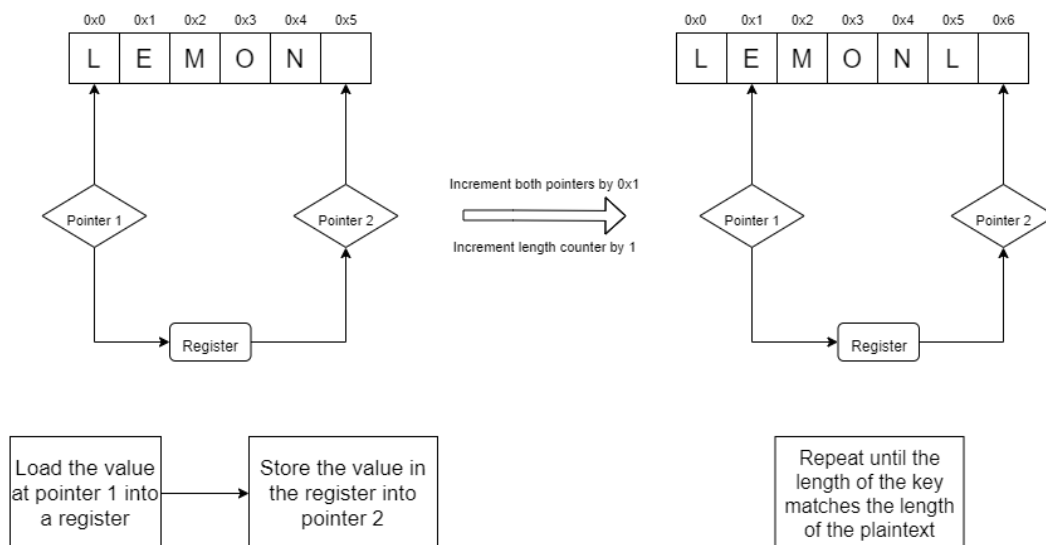 0x0 0x1 0x2 0x3 0x4 0x5
L E M O N
Pointer 1
Pointer 2
Register
Increment both pointers by 0x1
Increment length counter by 1
0x0 0x1 0x2 0x3 0x4 0x5 0x6
L E M O N L
Pointer 1
Pointer 2
Register
Load the value
at pointer 1 into
a register
Store the value in
the register into
pointer 2
Repeat until the
length of the key
matches the length
of the plaintext